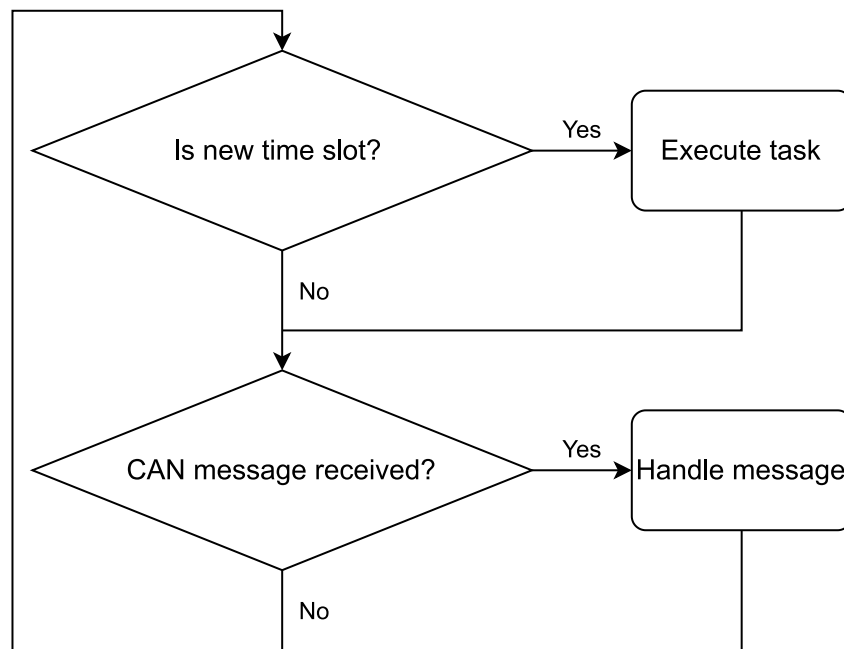 Is new time slot?
Yes
Execute task
No
CAN message received?
Yes
Handle message
No